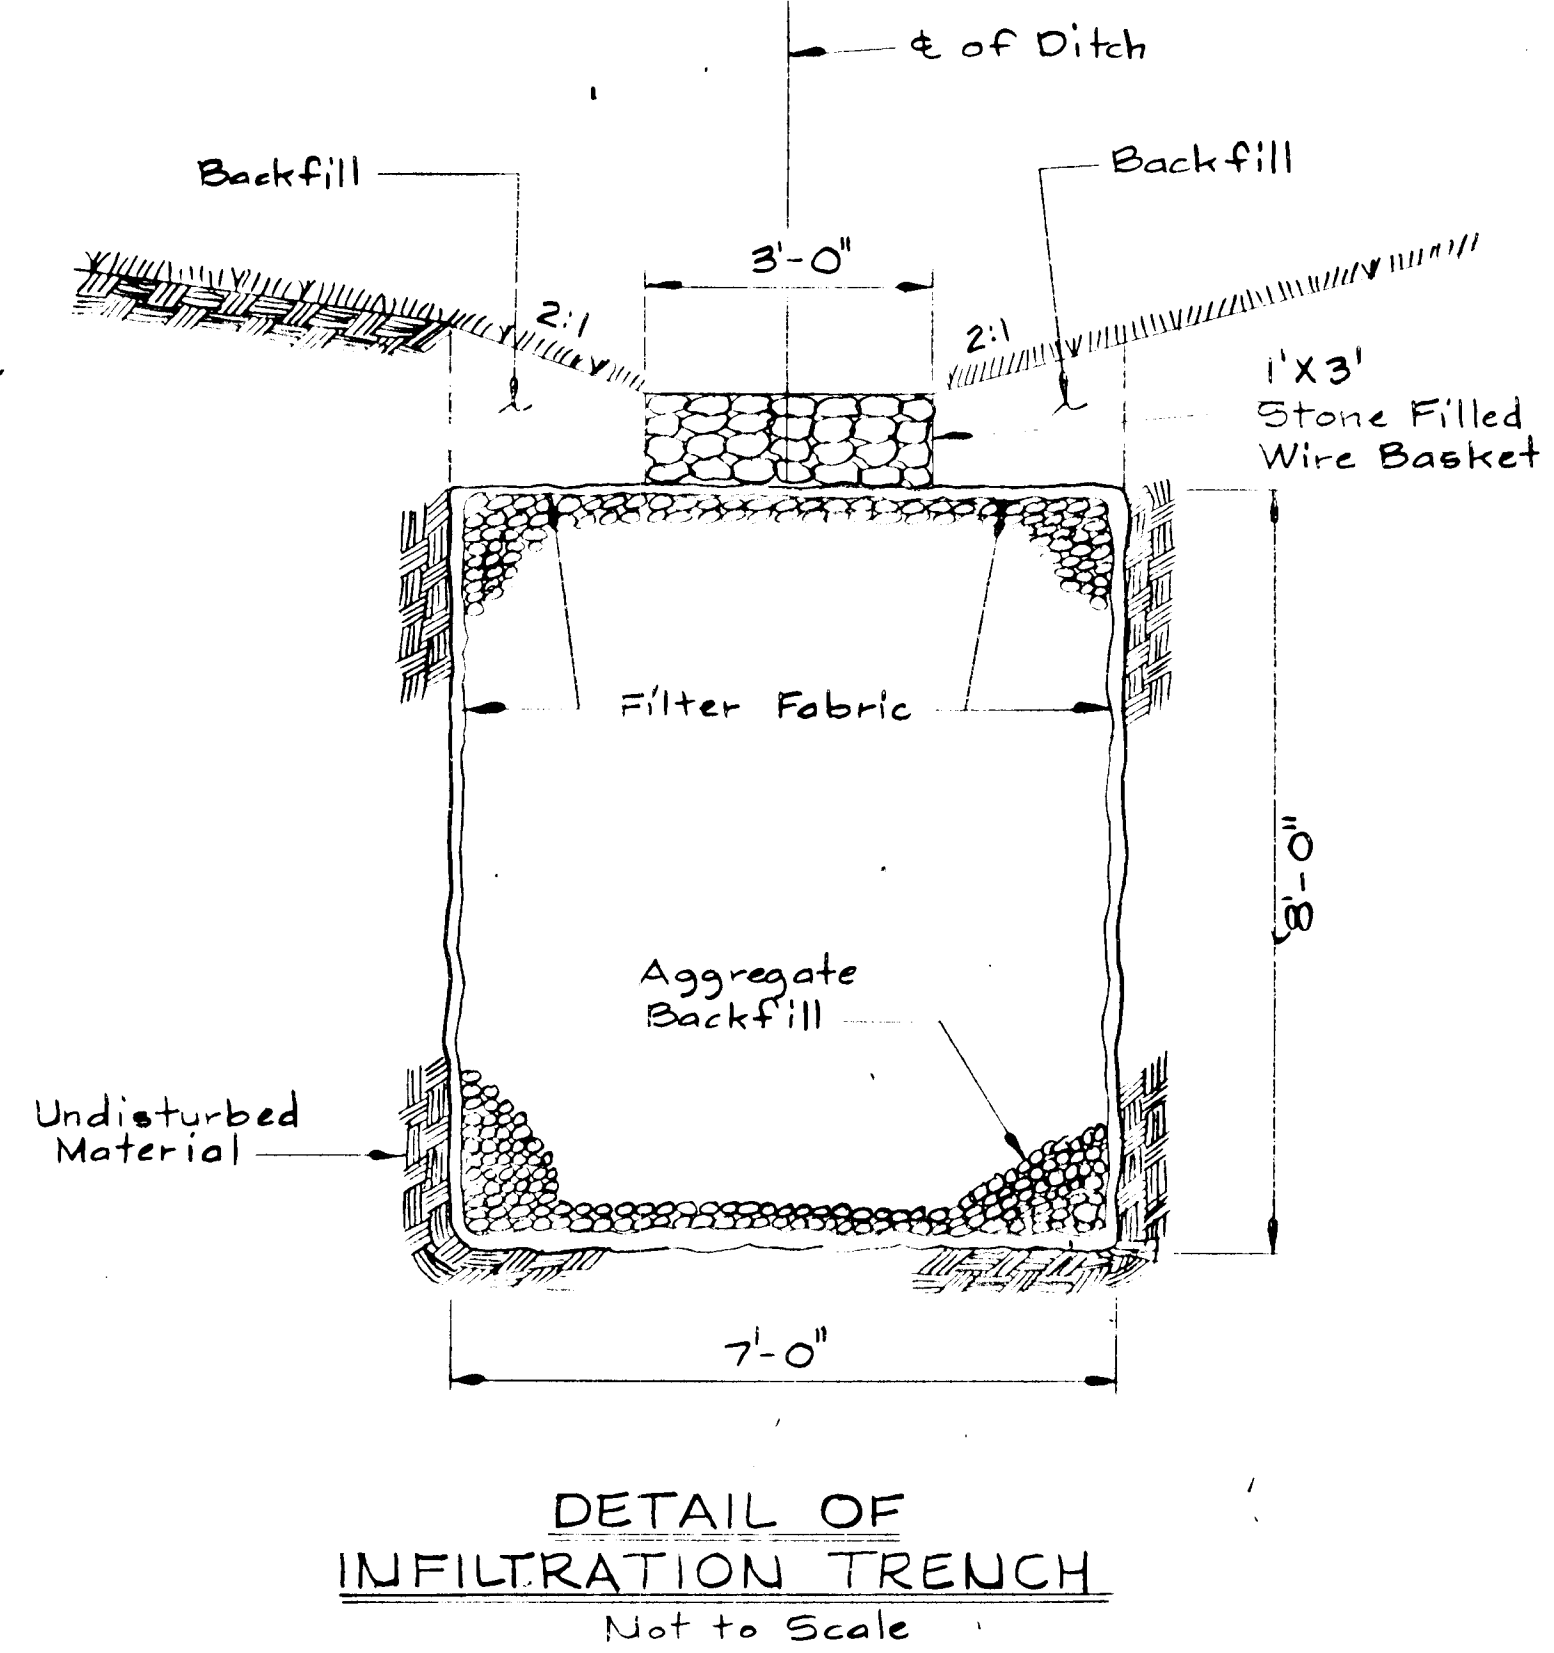 ℄ of Ditch
Backfill
Backfill
3'-0"
2:1
2:1
1'X3'
Stone Filled
Wire Basket
Filter Fabric
8'-0"
Aggregate
Backfill
Undisturbed
Material
7'-0"
DETAIL OF
INFILTRATION TRENCH
Not to Scale